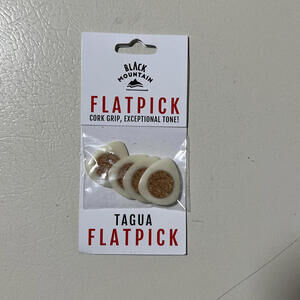 BLACK
MOUNTAIN
FLATPICK
CORK GRIP, EXCEPTIONAL TONE!
TAGUA
FLATPICK